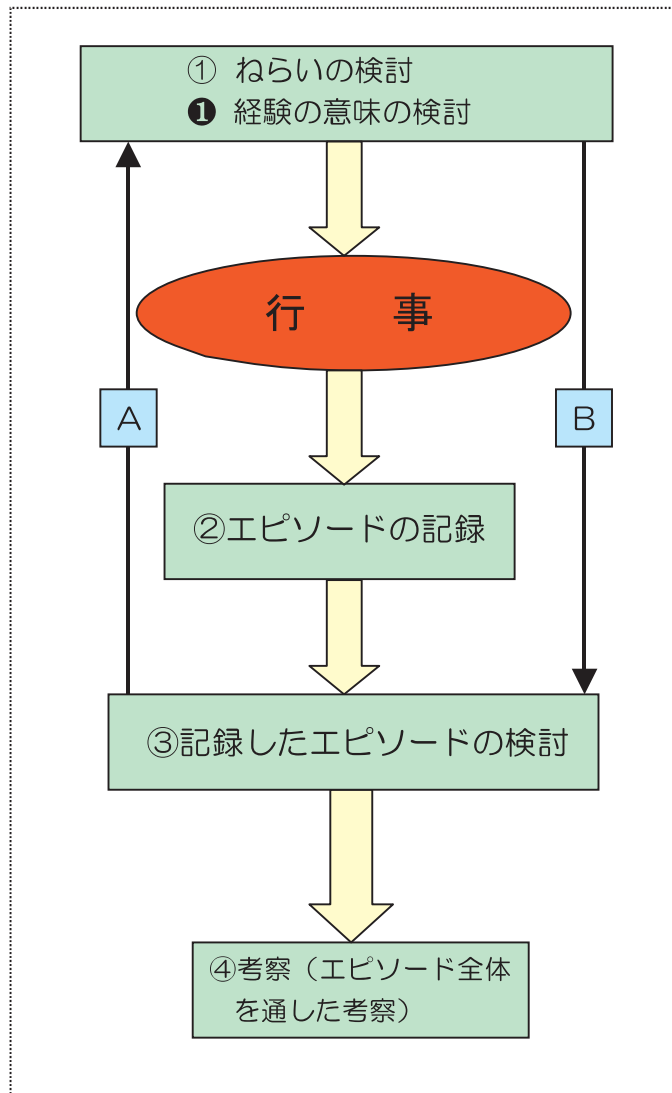 ① ねらいの検討
❶ 経験の意味の検討
行　事
A
B
②エピソードの記録
③記録したエピソードの検討
④考察（エピソード全体
を通した考察）